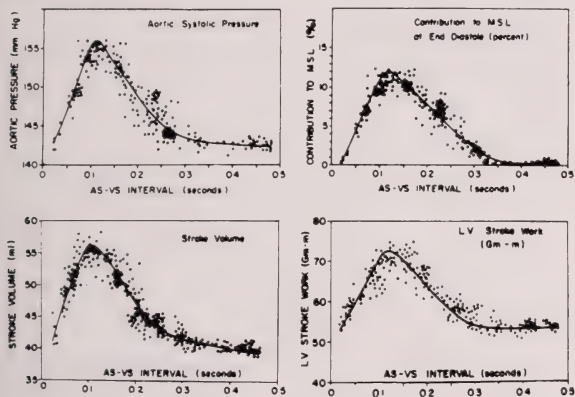 Aortic Systolic Pressure
AORTIC PRESSURE (mm Hg)
155
150
145
140
0 0.1 0.2 0.3 0.4 0.5
AS-VS INTERVAL (seconds)
Contribution to M.S.L.
at End Diastole (percent)
CONTRIBUTION TO M.S.L. (%)
15
10
5
0
0 0.1 0.2 0.3 0.4 0.5
AS-VS INTERVAL (seconds)
Stroke Volume
STROKE VOLUME (ml)
60
55
50
45
40
35
0 0.1 0.2 0.3 0.4 0.5
AS-VS INTERVAL (seconds)
L.V. Stroke Work
(Gm-m)
LV STROKE WORK (Gm-m)
80
70
60
50
40
AS-VS INTERVAL (seconds)
0 0.1 0.2 0.3 0.4 0.5